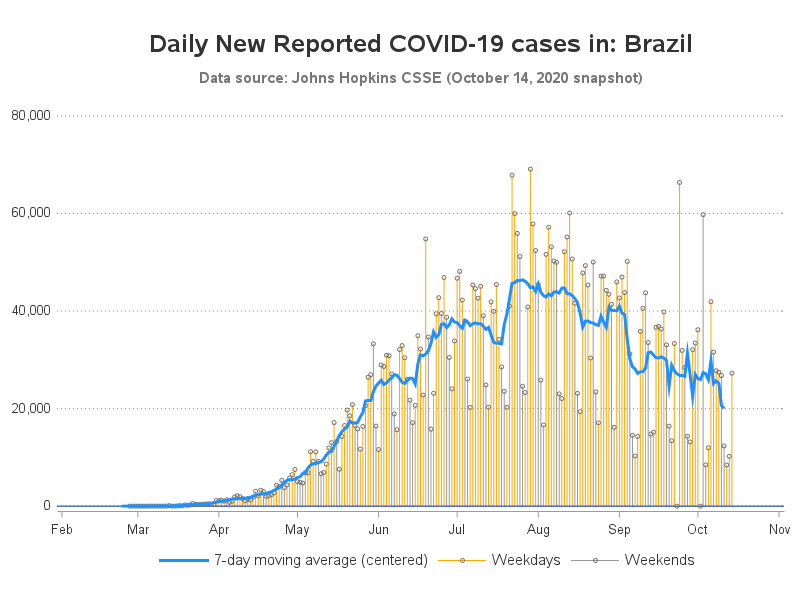 Daily New Reported COVID-19 cases in: Brazil
Data source: Johns Hopkins CSSE (October 14, 2020 snapshot)
80,000
60,000
40,000
20,000
0
Feb Mar Apr May Jun Jul Aug Sep Oct Nov
7-day moving average (centered) Weekdays Weekends